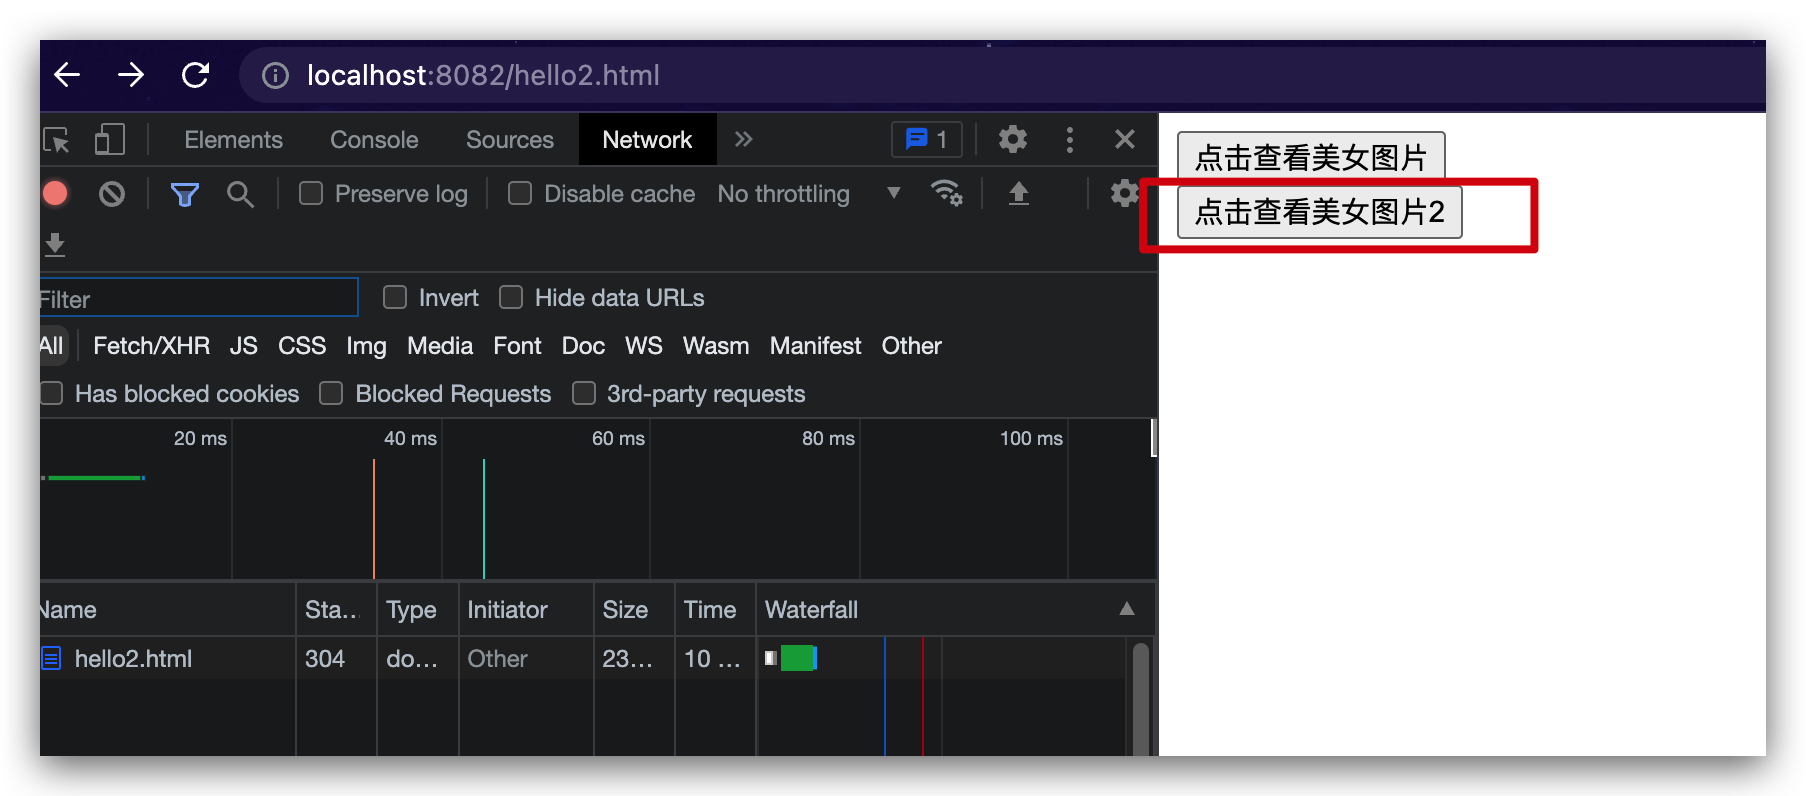 localhost:8082/hello2.html
Elements Console Sources Network 1
Preserve log Disable cache No throttling
Filter Invert Hide data URLs
All Fetch/XHR JS CSS Img Media Font Doc WS Wasm Manifest Other
Has blocked cookies Blocked Requests 3rd-party requests
20 ms 40 ms 60 ms 80 ms 100 ms
Name Sta... Type Initiator Size Time Waterfall
hello2.html 304 do... Other 23... 10 ...
点击查看美女图片
点击查看美女图片2